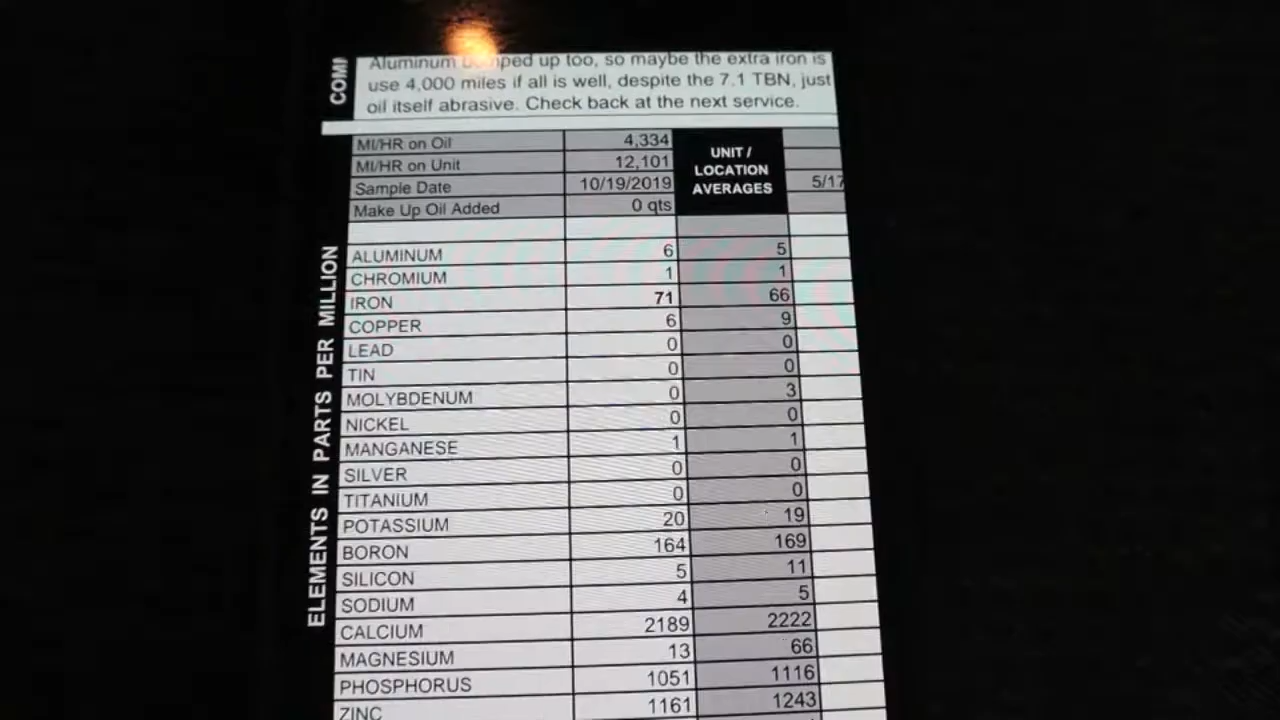 COMM
Aluminum bumped up too, so maybe the extra iron is
use 4,000 miles if all is well, despite the 7.1 TBN, just
oil itself abrasive. Check back at the next service.
MI/HR on Oil 4,334
MI/HR on Unit 12,101
Sample Date 10/19/2019 5/17
Make Up Oil Added 0 qts
UNIT /
LOCATION
AVERAGES
ELEMENTS IN PARTS PER MILLION
ALUMINUM 6 5
CHROMIUM 1 1
IRON 71 66
COPPER 6 9
LEAD 0 0
TIN 0 0
MOLYBDENUM 0 3
NICKEL 0 0
MANGANESE 1 1
SILVER 0 0
TITANIUM 0 0
POTASSIUM 20 19
BORON 164 169
SILICON 5 11
SODIUM 4 5
CALCIUM 2189 2222
MAGNESIUM 13 66
PHOSPHORUS 1051 1116
ZINC 1161 1243